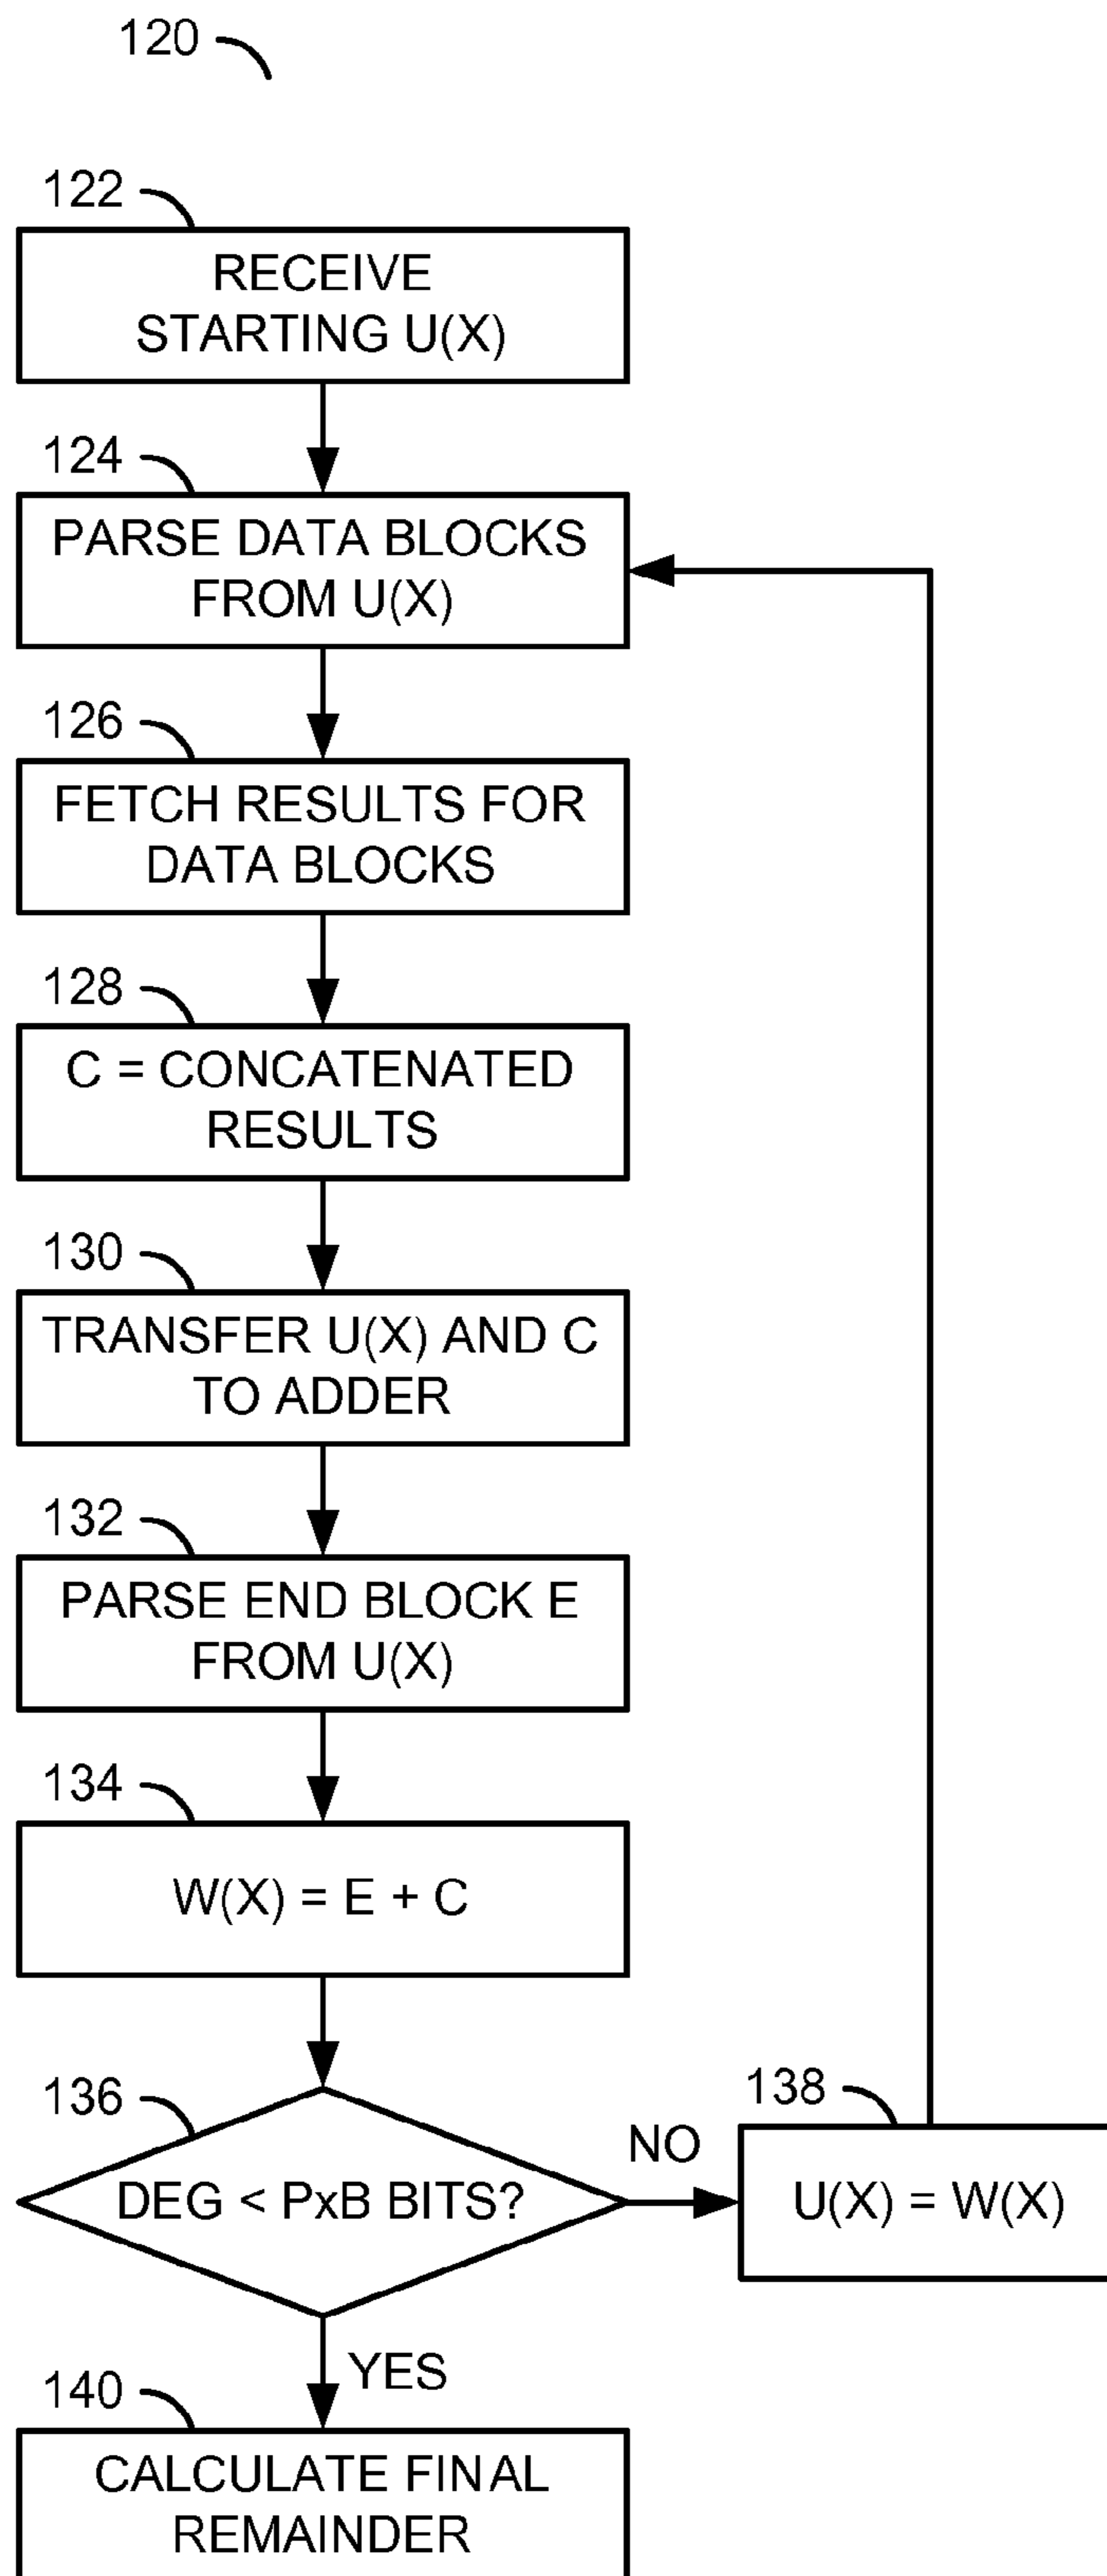 120
122
RECEIVE
STARTING U(X)
124
PARSE DATA BLOCKS
FROM U(X)
126
FETCH RESULTS FOR
DATA BLOCKS
128
C = CONCATENATED
RESULTS
130
TRANSFER U(X) AND C
TO ADDER
132
PARSE END BLOCK E
FROM U(X)
134
W(X) = E + C
136
DEG < PxB BITS?
NO
138
U(X) = W(X)
YES
140
CALCULATE FINAL
REMAINDER